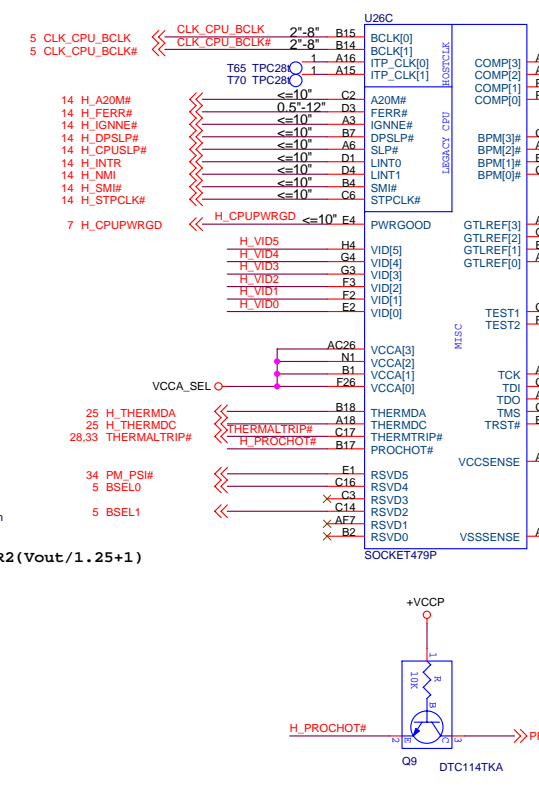 U26C
5 CLK_CPU_BCLK CLK_CPU_BCLK 2"-8" B15 BCLK[0]
5 CLK_CPU_BCLK# CLK_CPU_BCLK# 2"-8" B14 BCLK[1]
1 A16 ITP_CLK[0] COMP[3]
T65 TPC28t 1 A15 ITP_CLK[1] COMP[2]
T70 TPC28t
COMP[1]
HOSTCLK
14 H_A20M# <=10" C2 A20M# COMP[0]
14 H_FERR# 0.5"-12" D3 FERR#
14 H_IGNNE# <=10" A3 IGNNE#
14 H_DPSLP# <=10" B7 DPSLP# BPM[3]#
14 H_CPUSLP# <=10" A6 SLP# BPM[2]#
14 H_INTR <=10" D1 LINT0 BPM[1]#
14 H_NMI <=10" D4 LINT1 BPM[0]#
14 H_SMI# <=10" B4 SMI#
14 H_STPCLK# <=10" C6 STPCLK#
LEGACY CPU
7 H_CPUPWRGD H_CPUPWRGD <=10" E4 PWRGOOD GTLREF[3]
GTLREF[2]
H_VID5 H4 VID[5] GTLREF[1]
H_VID4 G4 VID[4] GTLREF[0]
H_VID3 G3 VID[3]
H_VID2 F3 VID[2]
H_VID1 F2 VID[1]
H_VID0 E2 VID[0] TEST1
TEST2
MISC
AC26 VCCA[3]
N1 VCCA[2]
B1 VCCA[1] TCK
VCCA_SEL F26 VCCA[0] TDI
TDO
25 H_THERMDA B18 THERMDA TMS
25 H_THERMDC A18 THERMDC TRST#
28,33 THERMALTRIP# THERMALTRIP# C17 THERMTRIP#
H_PROCHOT# B17 PROCHOT#
VCCSENSE
34 PM_PSI# E1 RSVD5
5 BSEL0 C16 RSVD4
C3 RSVD3
5 BSEL1 C14 RSVD2
AF7 RSVD1
B2 RSVD0 VSSSENSE
SOCKET479P
R2(Vout/1.25+1)
+VCCP
1
R
10K
B
H_PROCHOT# 2 E C 3
Q9
DTC114TKA